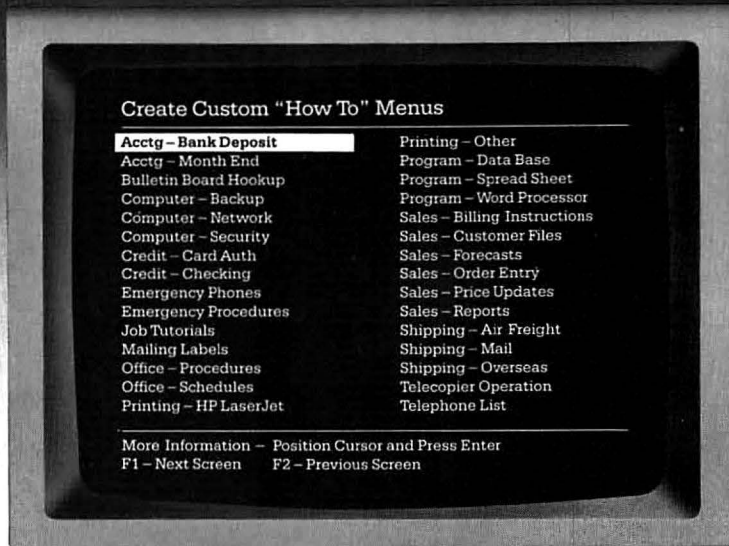 Create Custom “How To” Menus
Acctg – Bank Deposit
Acctg – Month End
Bulletin Board Hookup
Computer – Backup
Computer – Network
Computer – Security
Credit – Card Auth
Credit – Checking
Emergency Phones
Emergency Procedures
Job Tutorials
Mailing Labels
Office – Procedures
Office – Schedules
Printing – HP LaserJet
Printing – Other
Program – Data Base
Program – Spread Sheet
Program – Word Processor
Sales – Billing Instructions
Sales – Customer Files
Sales – Forecasts
Sales – Order Entry
Sales – Price Updates
Sales – Reports
Shipping – Air Freight
Shipping – Mail
Shipping – Overseas
Telecopier Operation
Telephone List
More Information – Position Cursor and Press Enter
F1 – Next Screen F2 – Previous Screen